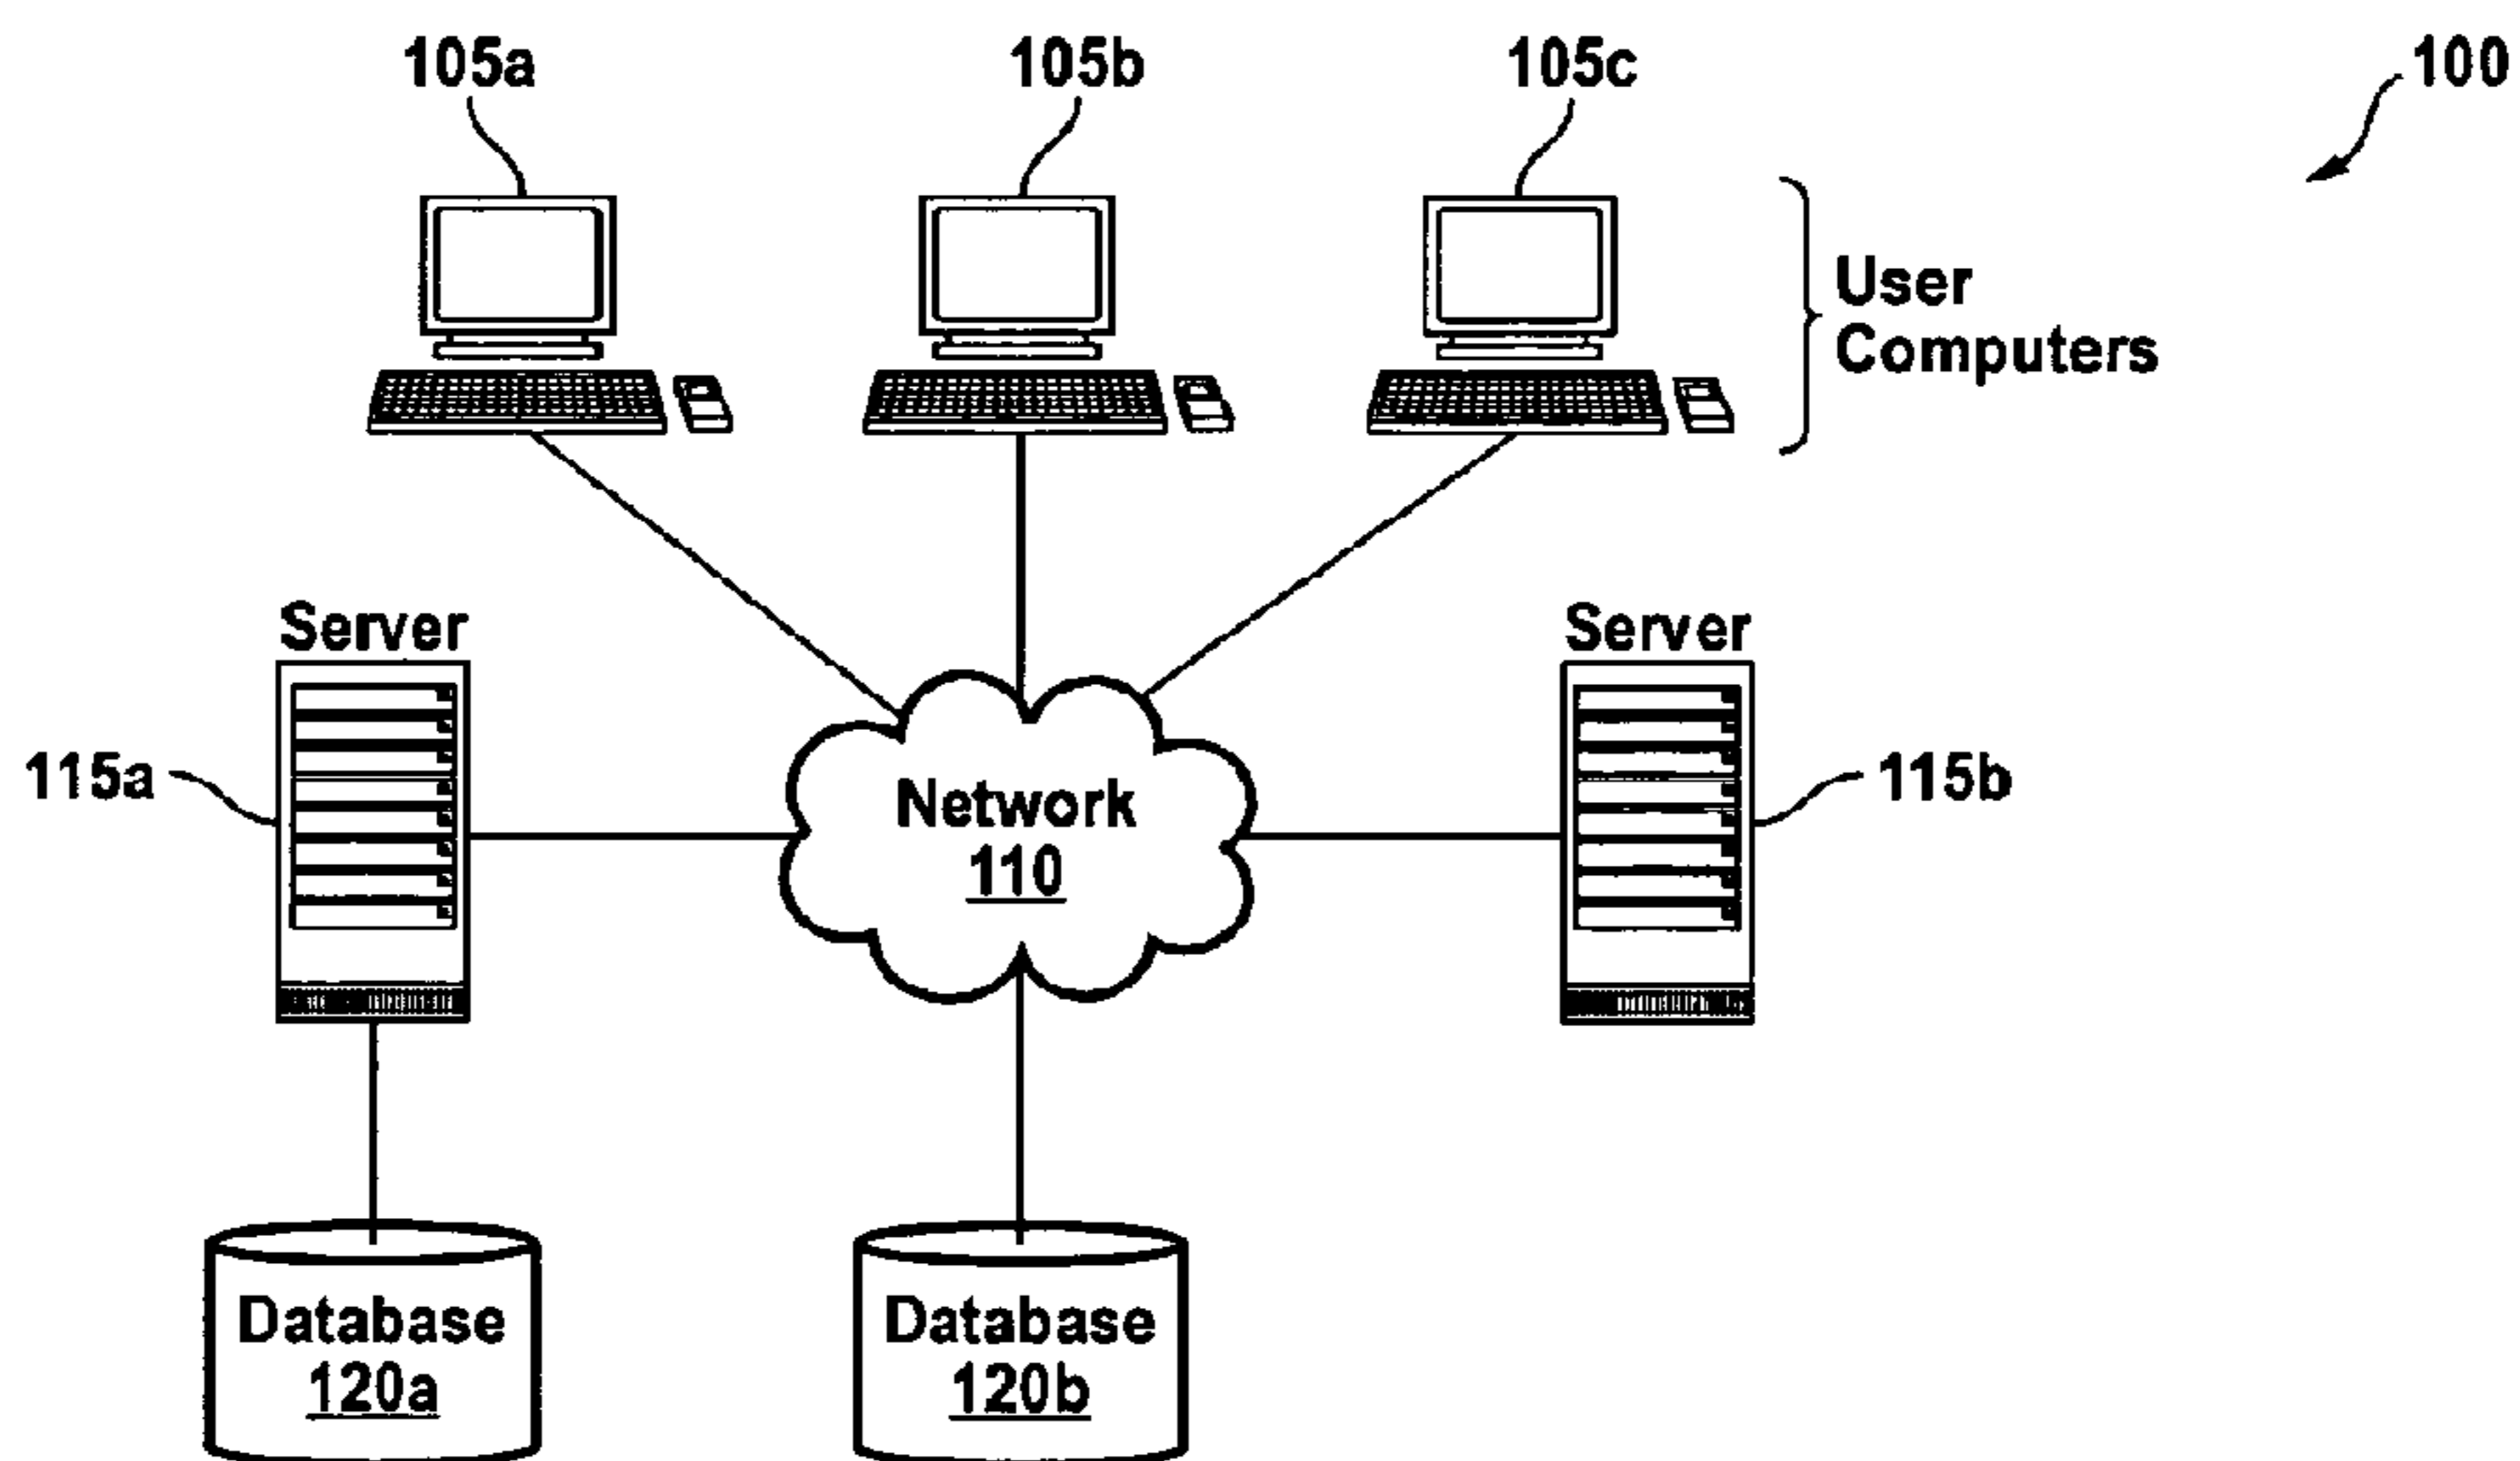 105a
105b
105c
100
User
Computers
Server
Server
115a
Network
110
115b
Database
120a
Database
120b